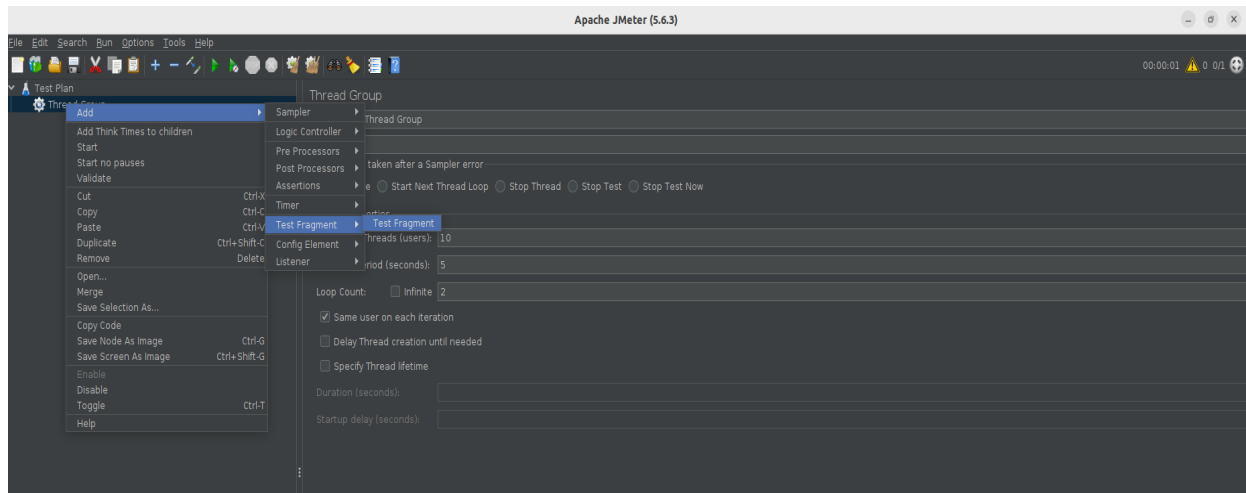 Apache JMeter (5.6.3)
File Edit Search Run Options Tools Help
00:00:01 0 0/1
Test Plan
Thread Group
Add
Add Think Times to children
Start
Start no pauses
Validate
Cut Ctrl-X
Copy Ctrl-C
Paste Ctrl-V
Duplicate Ctrl+Shift-C
Remove Delete
Open...
Merge
Save Selection As...
Copy Code
Save Node As Image Ctrl-G
Save Screen As Image Ctrl+Shift-G
Enable
Disable
Toggle Ctrl-T
Help
Sampler
Logic Controller
Pre Processors
Post Processors
Assertions
Timer
Test Fragment
Config Element
Listener
Test Fragment
Thread Group
Thread Group
taken after a Sampler error
Start Next Thread Loop Stop Thread Stop Test Stop Test Now
Threads (users): 10
riod (seconds): 5
Loop Count: Infinite 2
Same user on each iteration
Delay Thread creation until needed
Specify Thread lifetime
Duration (seconds):
Startup delay (seconds):